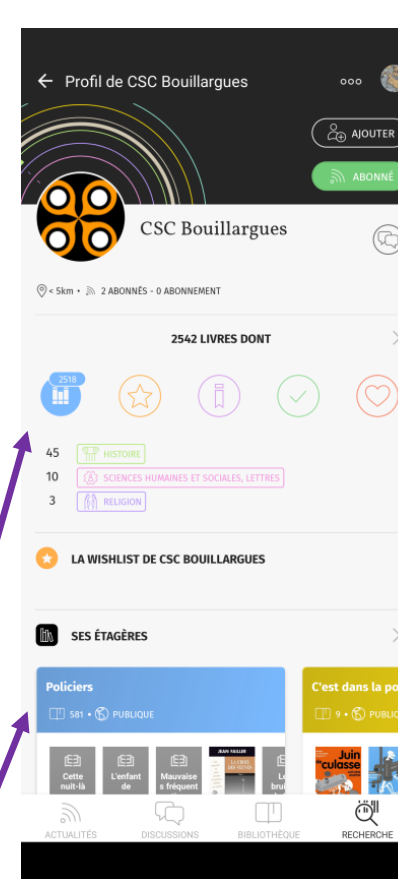 Profil de CSC Bouillargues
AJOUTER
ABONNÉ
CSC Bouillargues
< 5km • 2 ABONNÉS - 0 ABONNEMENT
2542 LIVRES DONT
2518
45 HISTOIRE
10 SCIENCES HUMAINES ET SOCIALES, LETTRES
3 RELIGION
LA WISHLIST DE CSC BOUILLARGUES
SES ÉTAGÈRES
Policiers
581 • PUBLIQUE
C'est dans la po
9 • PUBLIC
Cette nuit-là
L'enfant de
Mauvaise s fréquent
JEAN FAILLER
Le bru
Juin
culasse
ACTUALITÉS
DISCUSSIONS
BIBLIOTHÈQUE
RECHERCHE